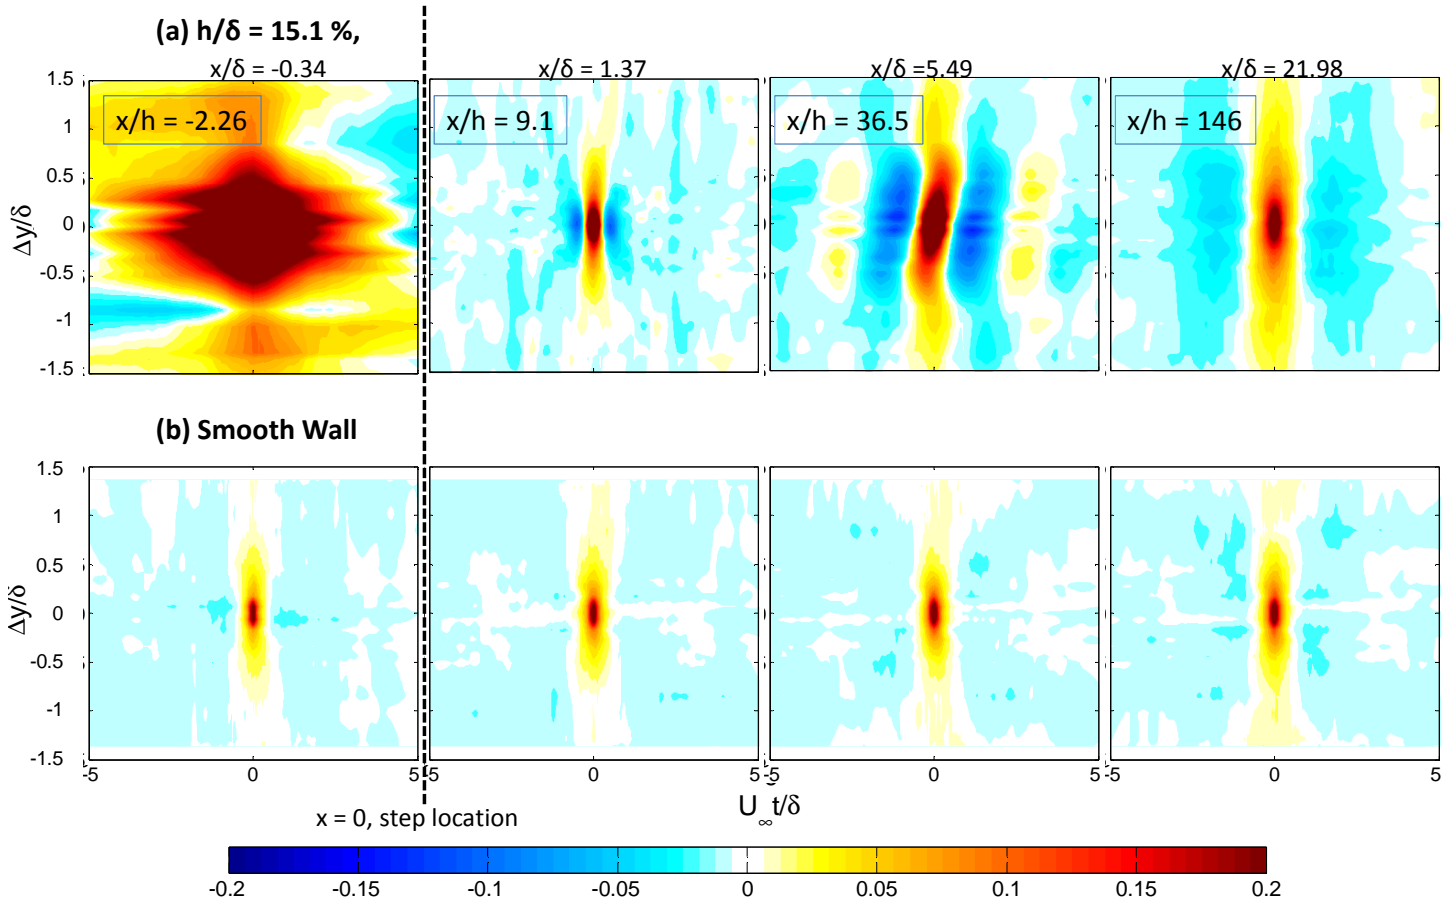 (a) h/δ = 15.1 %,
x/δ = -0.34
x/δ = 1.37
x/δ =5.49
x/δ = 21.98
x/h = -2.26
x/h = 9.1
x/h = 36.5
x/h = 146
1.5
1
0.5
0
-0.5
-1
-1.5
Δy/δ
(b) Smooth Wall
1.5
1
0.5
0
-0.5
-1
-1.5
Δy/δ
-5 0 5
-5 0 5
-5 0 5
-5 0 5
x = 0, step location
U∞t/δ
-0.2 -0.15 -0.1 -0.05 0 0.05 0.1 0.15 0.2